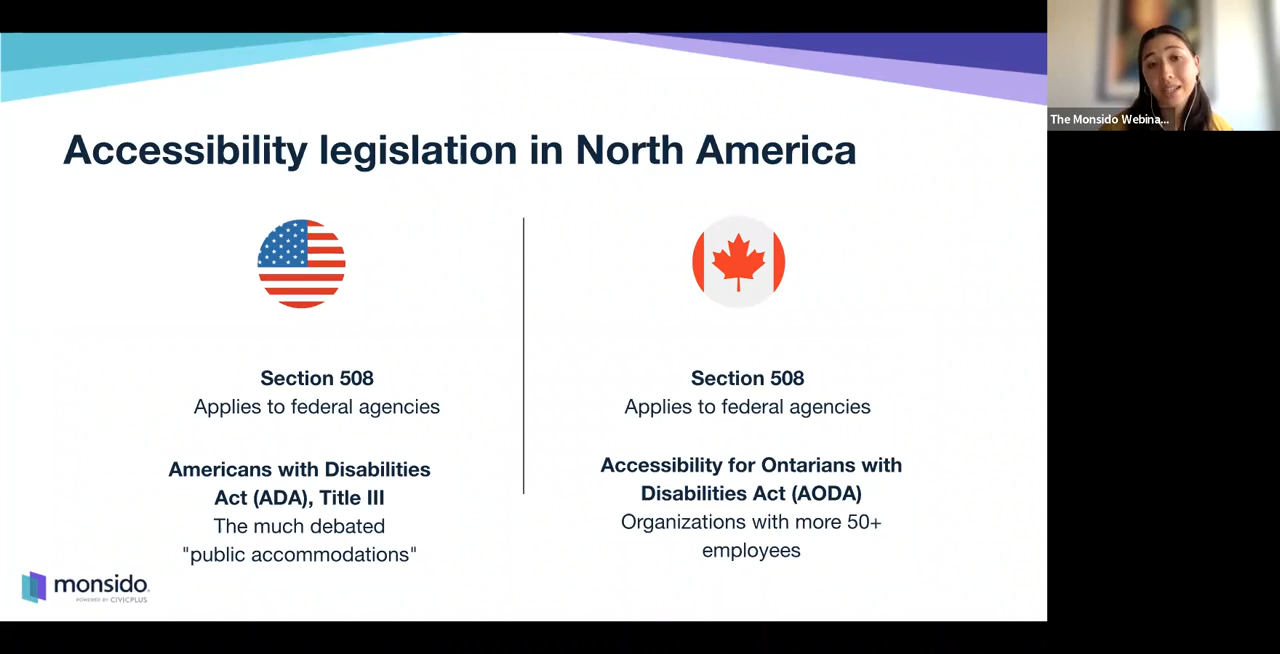 Accessibility legislation in North America
Section 508
Applies to federal agencies
Americans with Disabilities
Act (ADA), Title III
The much debated
"public accommodations"
Section 508
Applies to federal agencies
Accessibility for Ontarians with
Disabilities Act (AODA)
Organizations with more 50+
employees
monsido
POWERED BY CIVICPLUS
The Monsido Webina...